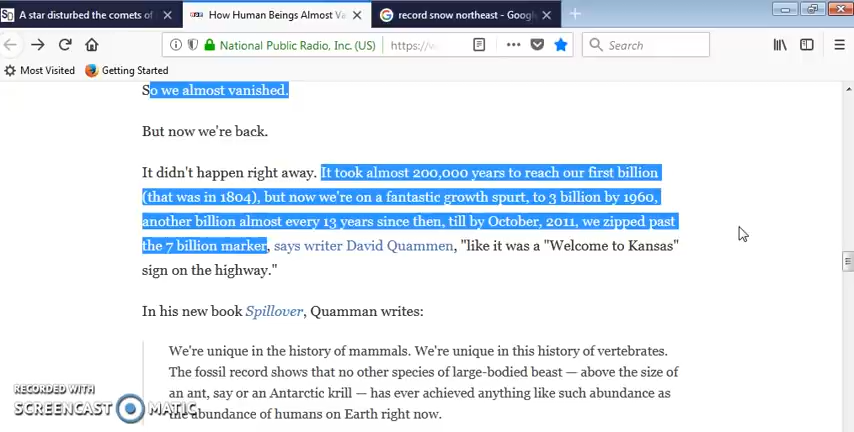 A star disturbed the comets of
How Human Beings Almost Va
record snow northeast - Google
National Public Radio, Inc. (US)
https://w
Search
Most Visited
Getting Started
So we almost vanished.
But now we're back.
It didn't happen right away. It took almost 200,000 years to reach our first billion
(that was in 1804), but now we're on a fantastic growth spurt, to 3 billion by 1960,
another billion almost every 13 years since then, till by October, 2011, we zipped past
the 7 billion marker, says writer David Quammen, "like it was a "Welcome to Kansas"
sign on the highway."
In his new book Spillover, Quamman writes:
We're unique in the history of mammals. We're unique in this history of vertebrates.
The fossil record shows that no other species of large-bodied beast — above the size of
an ant, say or an Antarctic krill — has ever achieved anything like such abundance as
the abundance of humans on Earth right now.
RECORDED WITH
SCREENCAST MATIC